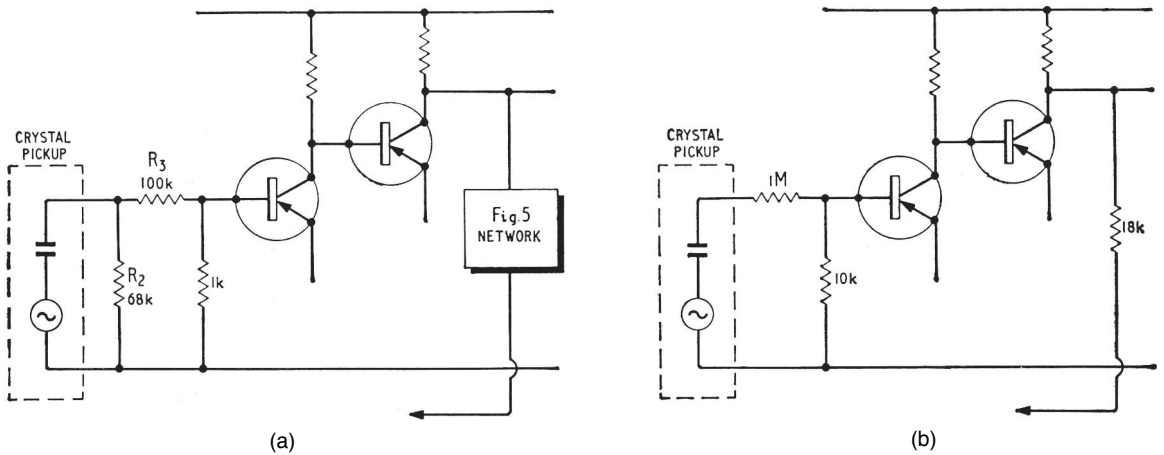 CRYSTAL
PICKUP
R3
100k
R2
68k
1k
Fig.5
NETWORK
(a)
CRYSTAL
PICKUP
1M
10k
18k
(b)